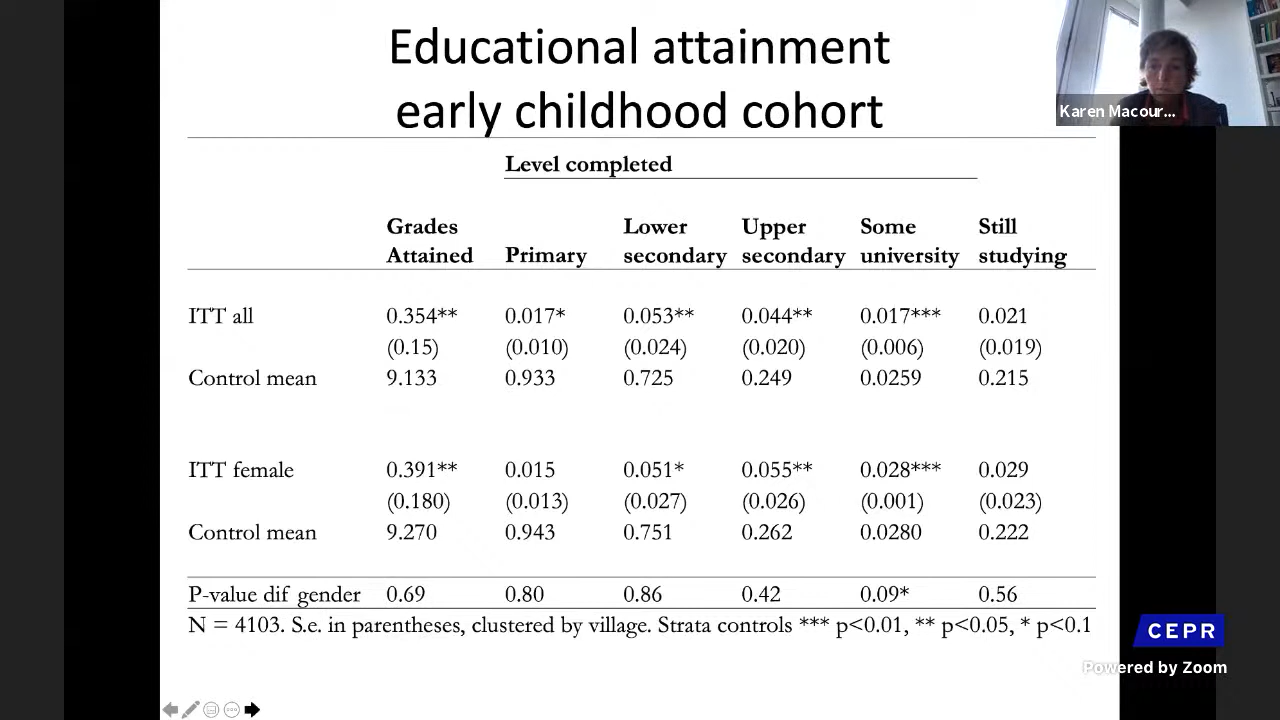 Educational attainment
early childhood cohort
Karen Macour...
Level completed
Grades Attained Primary Lower secondary Upper secondary Some university Still studying
ITT all 0.354** 0.017* 0.053** 0.044** 0.017*** 0.021
(0.15) (0.010) (0.024) (0.020) (0.006) (0.019)
Control mean 9.133 0.933 0.725 0.249 0.0259 0.215
ITT female 0.391** 0.015 0.051* 0.055** 0.028*** 0.029
(0.180) (0.013) (0.027) (0.026) (0.001) (0.023)
Control mean 9.270 0.943 0.751 0.262 0.0280 0.222
P-value dif gender 0.69 0.80 0.86 0.42 0.09* 0.56
N = 4103. S.e. in parentheses, clustered by village. Strata controls *** p<0.01, ** p<0.05, * p<0.1
CEPR
Powered by Zoom